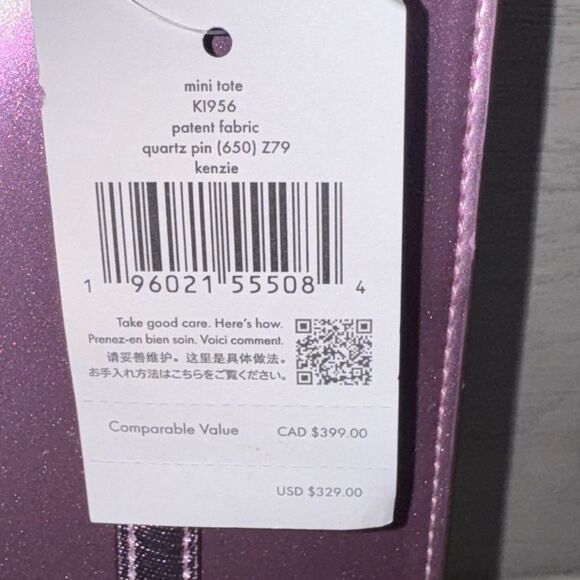 mini tote
KI956
patent fabric
quartz pin (650) Z79
kenzie
1 96021 55508 4
Take good care. Here's how.
Prenez-en bien soin. Voici comment.
请妥善维护。这里是具体做法。
お手入れ方法はこちらをご覧ください。
Comparable Value CAD $399.00
USD $329.00